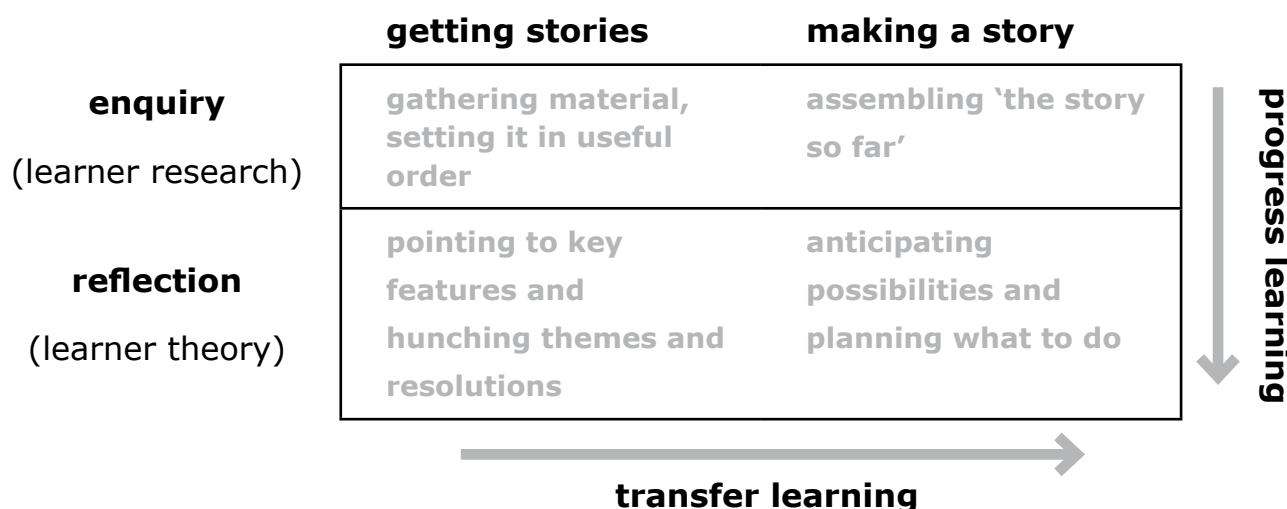 getting stories
making a story
enquiry
(learner research)
gathering material,
setting it in useful
order
assembling ‘the story
so far’
reflection
(learner theory)
pointing to key
features and
hunching themes and
resolutions
anticipating
possibilities and
planning what to do
progress learning
transfer learning